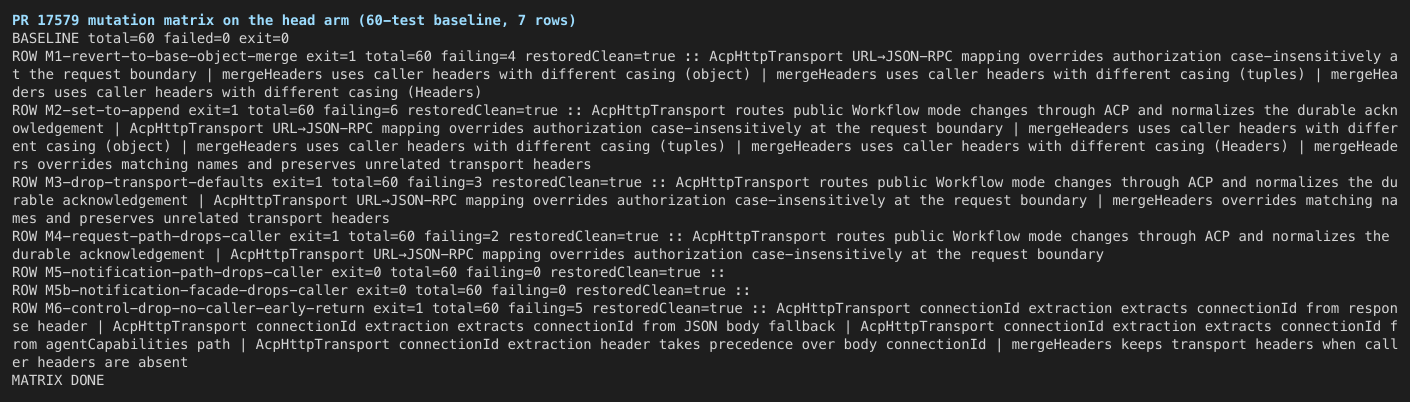 PR 17579 mutation matrix on the head arm (60-test baseline, 7 rows)
BASELINE total=60 failed=0 exit=0
ROW M1-revert-to-base-object-merge exit=1 total=60 failing=4 restoredClean=true :: AcpHttpTransport URL→JSON-RPC mapping overrides authorization case-insensitively a
t the request boundary | mergeHeaders uses caller headers with different casing (object) | mergeHeaders uses caller headers with different casing (tuples) | mergeHea
ders uses caller headers with different casing (Headers)
ROW M2-set-to-append exit=1 total=60 failing=6 restoredClean=true :: AcpHttpTransport routes public Workflow mode changes through ACP and normalizes the durable ackn
owledgement | AcpHttpTransport URL→JSON-RPC mapping overrides authorization case-insensitively at the request boundary | mergeHeaders uses caller headers with differ
ent casing (object) | mergeHeaders uses caller headers with different casing (tuples) | mergeHeaders uses caller headers with different casing (Headers) | mergeHeade
rs overrides matching names and preserves unrelated transport headers
ROW M3-drop-transport-defaults exit=1 total=60 failing=3 restoredClean=true :: AcpHttpTransport routes public Workflow mode changes through ACP and normalizes the du
rable acknowledgement | AcpHttpTransport URL→JSON-RPC mapping overrides authorization case-insensitively at the request boundary | mergeHeaders overrides matching na
mes and preserves unrelated transport headers
ROW M4-request-path-drops-caller exit=1 total=60 failing=2 restoredClean=true :: AcpHttpTransport routes public Workflow mode changes through ACP and normalizes the
durable acknowledgement | AcpHttpTransport URL→JSON-RPC mapping overrides authorization case-insensitively at the request boundary
ROW M5-notification-path-drops-caller exit=0 total=60 failing=0 restoredClean=true ::
ROW M5b-notification-facade-drops-caller exit=0 total=60 failing=0 restoredClean=true ::
ROW M6-control-drop-no-caller-early-return exit=1 total=60 failing=5 restoredClean=true :: AcpHttpTransport connectionId extraction extracts connectionId from respon
se header | AcpHttpTransport connectionId extraction extracts connectionId from JSON body fallback | AcpHttpTransport connectionId extraction extracts connectionId f
rom agentCapabilities path | AcpHttpTransport connectionId extraction header takes precedence over body connectionId | mergeHeaders keeps transport headers when call
er headers are absent
MATRIX DONE